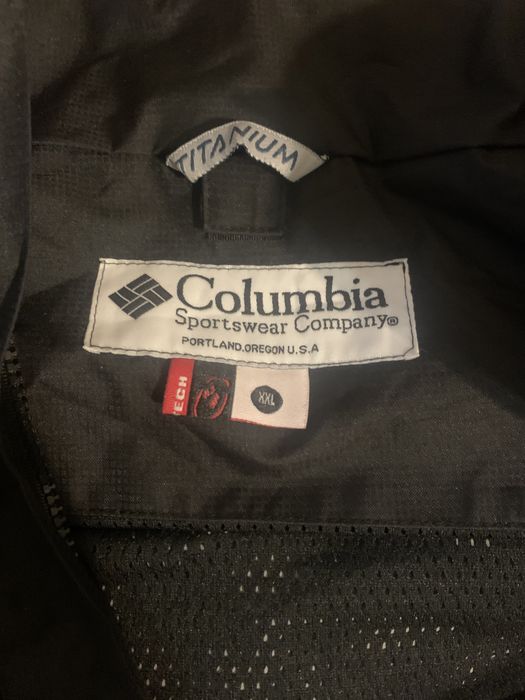 TITANIUM
Columbia
Sportswear Company®
PORTLAND.OREGON U.S.A
TECH
XXL